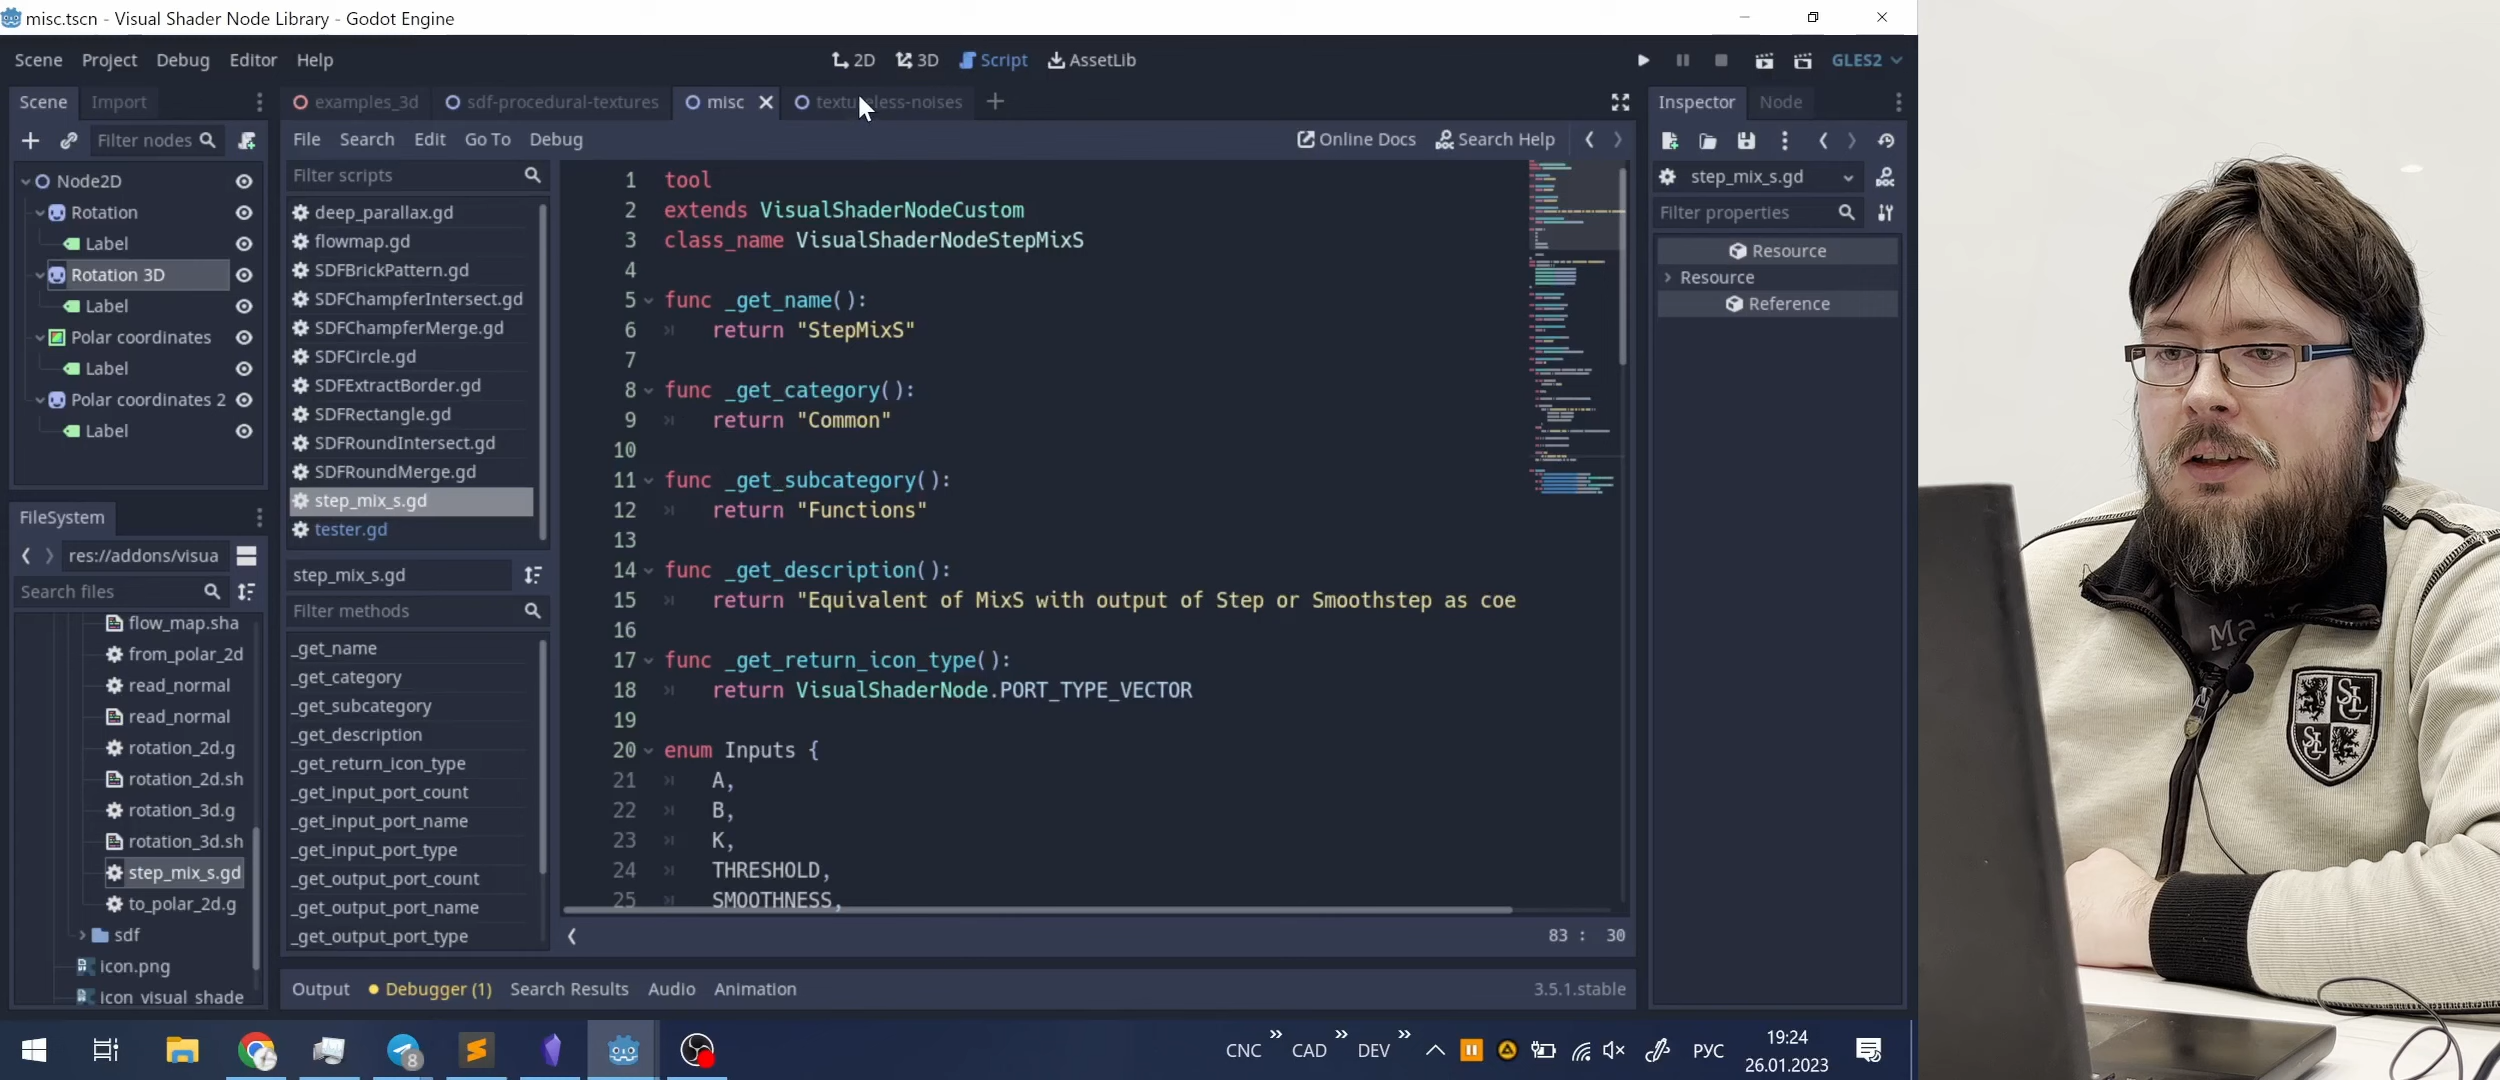 misc.tscn - Visual Shader Node Library - Godot Engine
Scene Project Debug Editor Help
2D 3D Script AssetLib
GLES2
Scene Import
examples_3d sdf-procedural-textures misc textureless-noises
Inspector Node
Filter nodes
File Search Edit Go To Debug
Online Docs Search Help
Filter scripts
step_mix_s.gd
Filter properties
Resource
Resource
Reference
Node2D
Rotation
Label
Rotation 3D
Label
Polar coordinates
Label
Polar coordinates 2
Label
deep_parallax.gd
flowmap.gd
SDFBrickPattern.gd
SDFChampferIntersect.gd
SDFChampferMerge.gd
SDFCircle.gd
SDFExtractBorder.gd
SDFRectangle.gd
SDFRoundIntersect.gd
SDFRoundMerge.gd
step_mix_s.gd
tester.gd
step_mix_s.gd
Filter methods
_get_name
_get_category
_get_subcategory
_get_description
_get_return_icon_type
_get_input_port_count
_get_input_port_name
_get_input_port_type
_get_output_port_count
_get_output_port_name
_get_output_port_type
FileSystem
res://addons/visua
Search files
flow_map.sha
from_polar_2d
read_normal
read_normal
rotation_2d.g
rotation_2d.sh
rotation_3d.g
rotation_3d.sh
step_mix_s.gd
to_polar_2d.g
sdf
icon.png
icon_visual_shade
1 tool
2 extends VisualShaderNodeCustom
3 class_name VisualShaderNodeStepMixS
4
5 func _get_name():
6 return "StepMixS"
7
8 func _get_category():
9 return "Common"
10
11 func _get_subcategory():
12 return "Functions"
13
14 func _get_description():
15 return "Equivalent of MixS with output of Step or Smoothstep as coe
16
17 func _get_return_icon_type():
18 return VisualShaderNode.PORT_TYPE_VECTOR
19
20 enum Inputs {
21 A,
22 B,
23 K,
24 THRESHOLD,
25 SMOOTHNESS,
83 : 30
Output Debugger (1) Search Results Audio Animation
3.5.1.stable
8
CNC CAD DEV
РУС
19:24
26.01.2023
Ma
SL
SLC